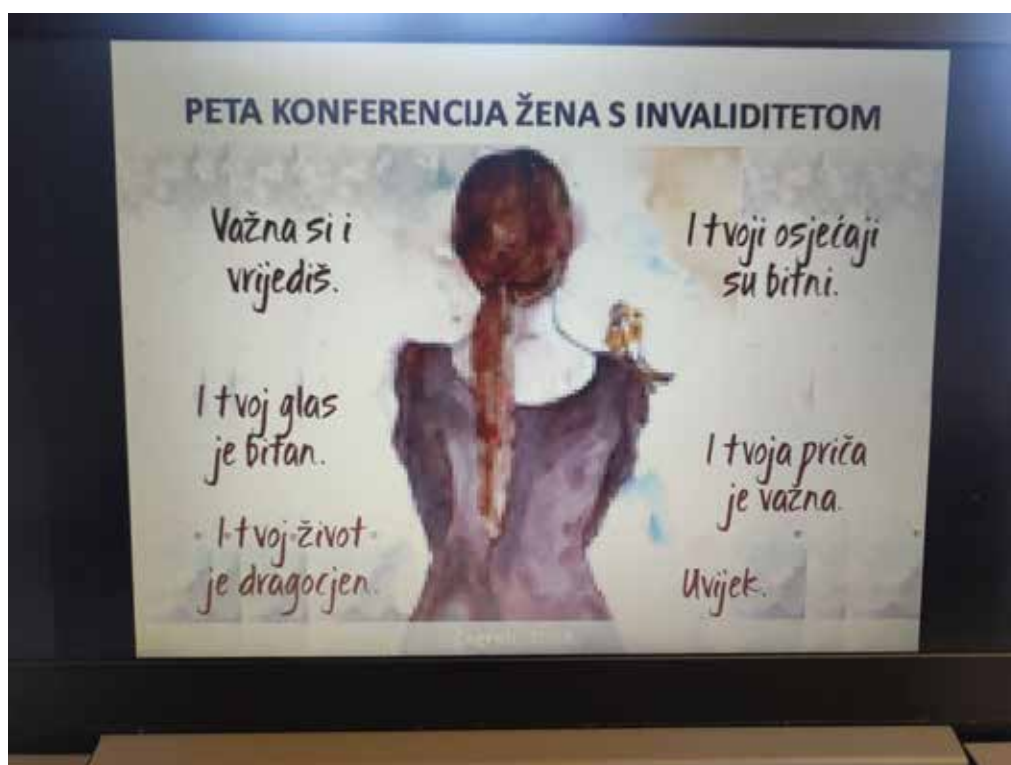 PETA KONFERENCIJA ŽENA S INVALIDITETOM
Važna si i
vrijediš.
I tvoj glas
je bitan.
I tvoj život
je dragocjen.
I tvoji osjećaji
su bitni.
I tvoja priča
je važna.
Uvijek.